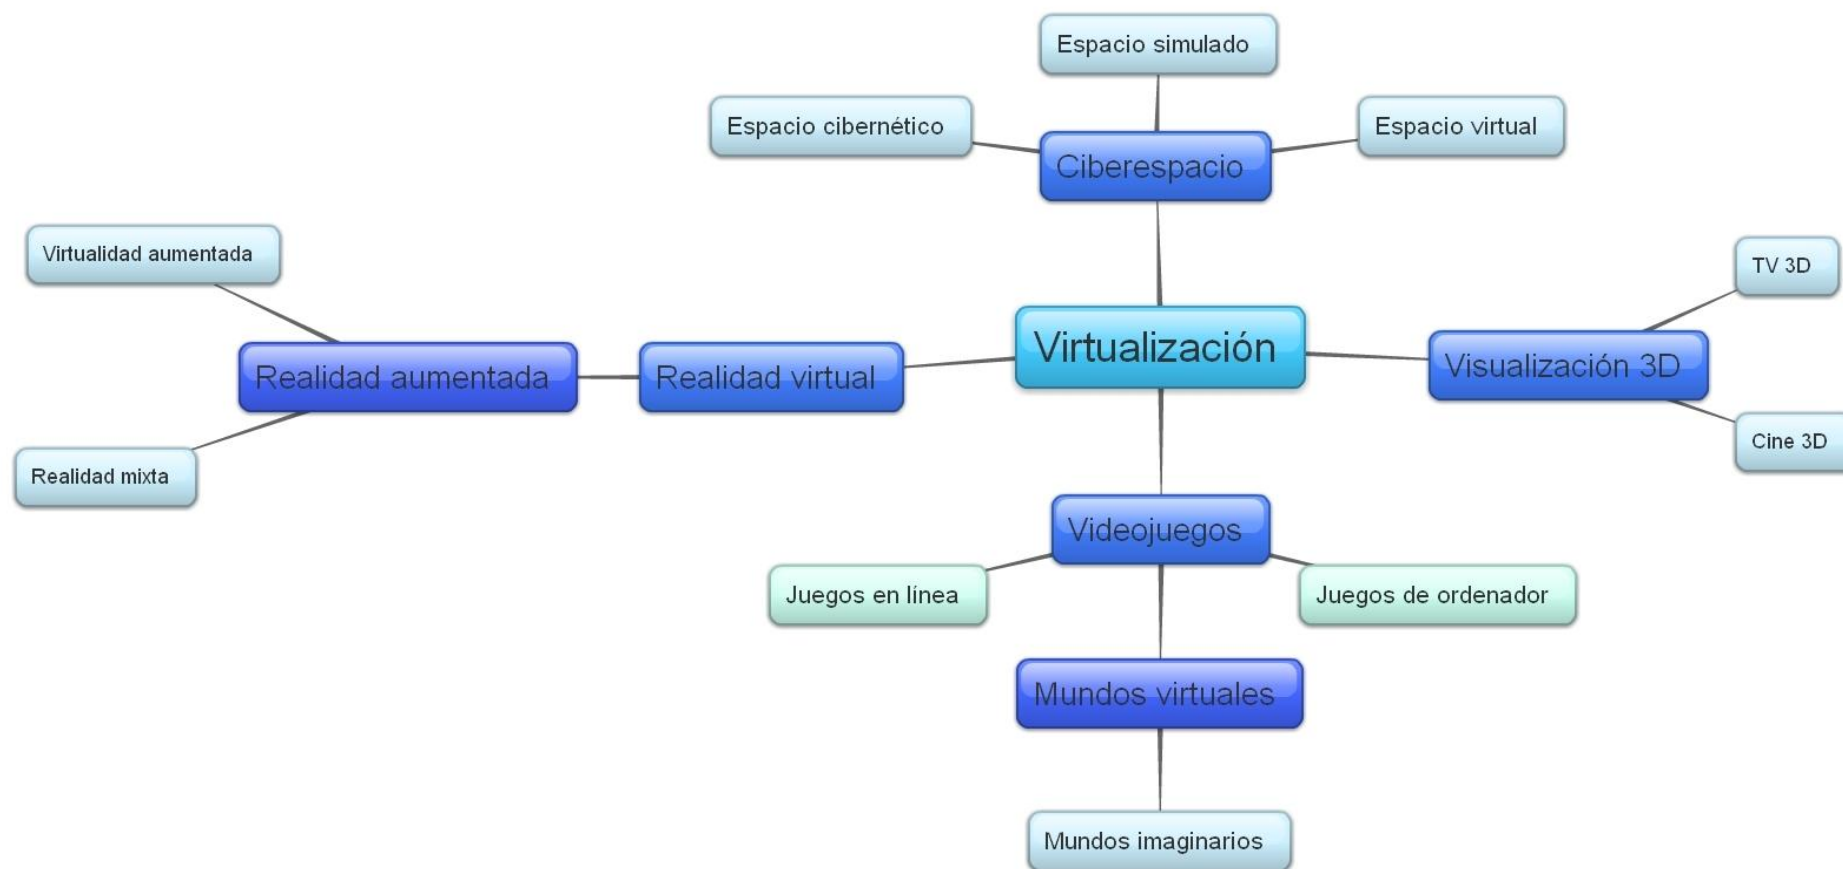 Espacio simulado
Espacio cibernético
Espacio virtual
Ciberespacio
Virtualidad aumentada
TV 3D
Virtualización
Visualización 3D
Realidad aumentada
Realidad virtual
Cine 3D
Realidad mixta
Videojuegos
Juegos en línea
Juegos de ordenador
Mundos virtuales
Mundos imaginarios